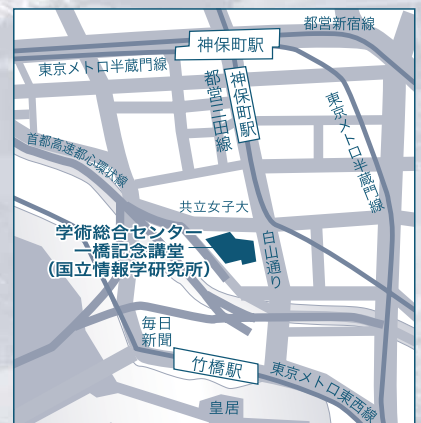 都営新宿線
神保町駅
東京メトロ半蔵門線
都営三田線
神保町駅
東京メトロ半蔵門線
首都高速都心環状線
共立女子大
学術総合センター
一橋記念講堂
（国立情報学研究所）
白山通り
毎日
新聞
竹橋駅
東京メトロ東西線
皇居